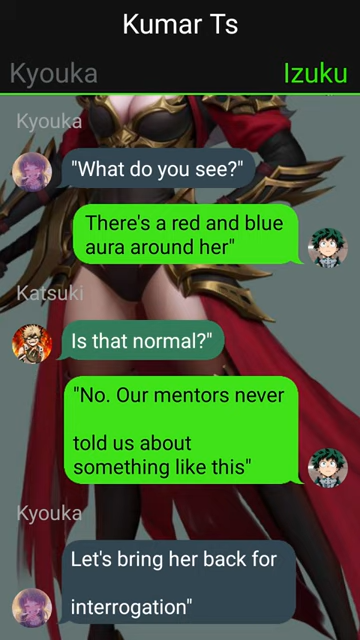 Kumar Ts
Kyouka Izuku
Kyouka
"What do you see?"
There's a red and blue
aura around her"
Katsuki
Is that normal?"
"No. Our mentors never
told us about
something like this"
Kyouka
Let's bring her back for
interrogation"